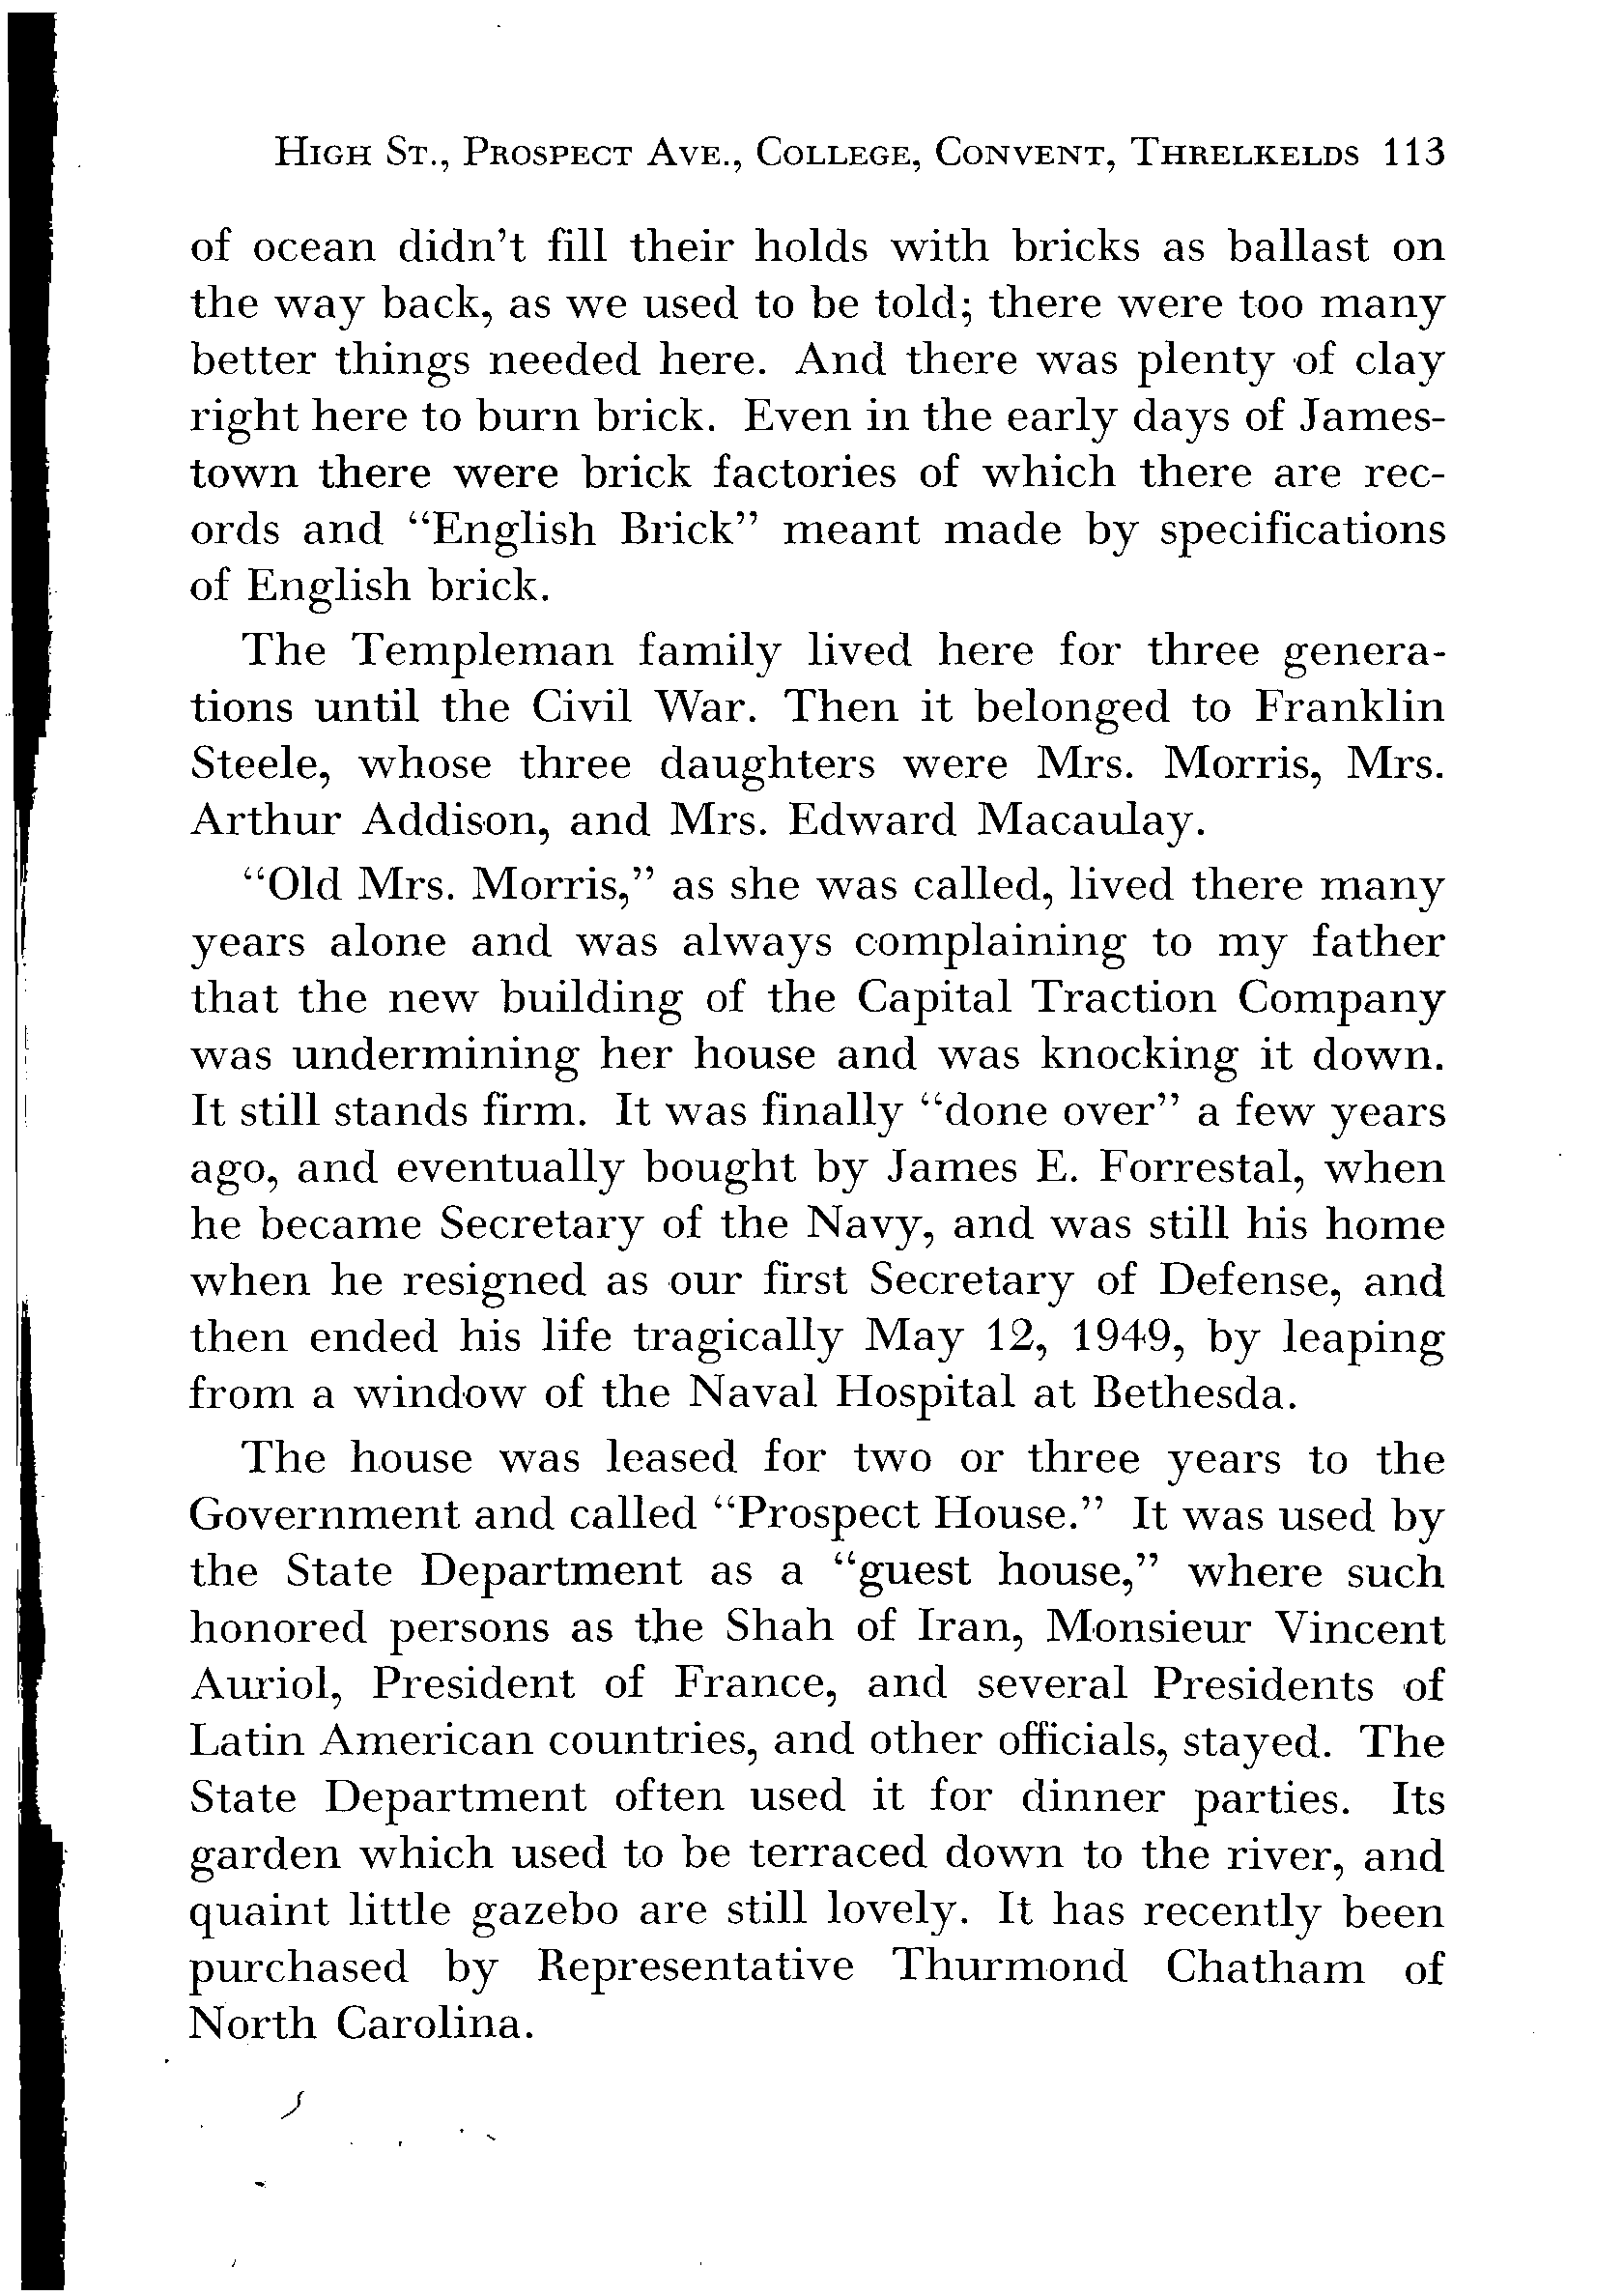 HIGH ST., PROSPECT AVE., COLLEGE, CONVENT, THRELKELDS 113
of ocean didn't fill their holds with bricks as ballast on
the way back, as we used to be told; there were too many
better things needed here. And there was plenty of clay
right here to burn brick. Even in the early days of James-
town there were brick factories of which there are rec-
ords and "English Brick" meant made by specifications
of English brick.
The Templeman family lived here for three genera-
tions until the Civil War. Then it belonged to Franklin
Steele, whose three daughters were Mrs. Morris, Mrs.
Arthur Addison, and Mrs. Edward Macaulay.
"Old Mrs. Morris," as she was called, lived there many
years alone and was always complaining to my father
that the new building of the Capital Traction Company
was undermining her house and was knocking it down.
It still stands firm. It was finally "done over" a few years
ago, and eventually bought by James E. Forrestal, when
he became Secretary of the Navy, and was still his home
when he resigned as our first Secretary of Defense, and
then ended his life tragically May 12, 1949, by leaping
from a window of the Naval Hospital at Bethesda.
The house was leased for two or three years to the
Government and called "Prospect House." It was used by
the State Department as a "guest house," where such
honored persons as the Shah of Iran, Monsieur Vincent
Auriol, President of France, and several Presidents of
Latin American countries, and other officials, stayed. The
State Department often used it for dinner parties. Its
garden which used to be terraced down to the river, and
quaint little gazebo are still lovely. It has recently been
purchased by Representative Thurmond Chatham of
North Carolina.